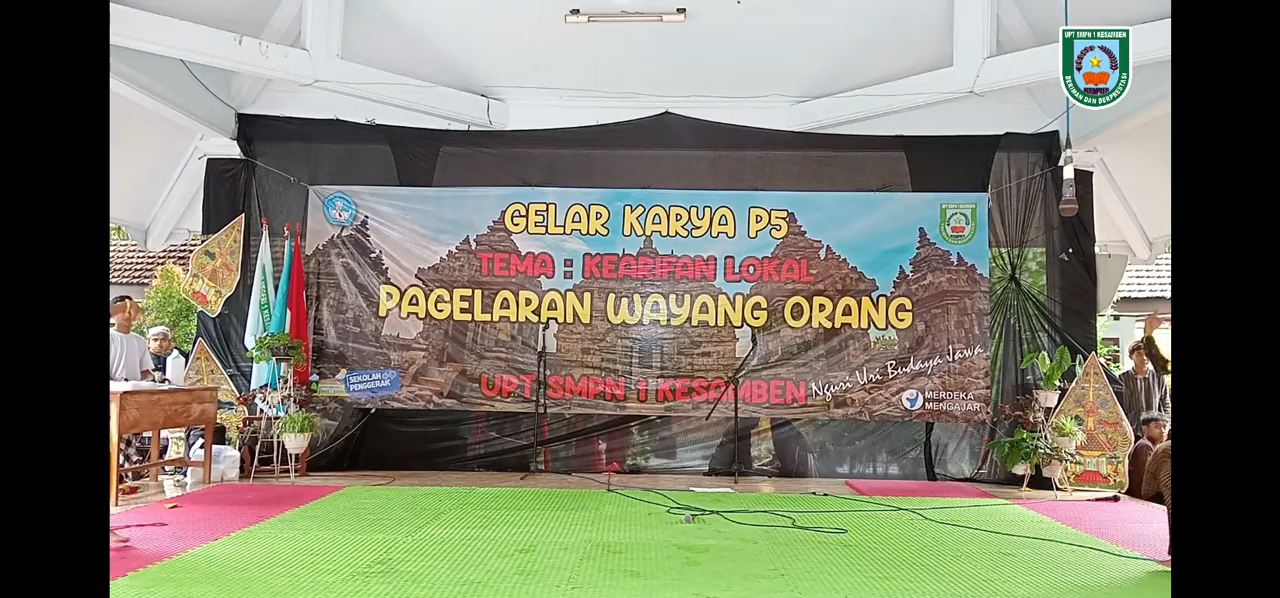 UPT SMPN 1 KESAMBEN
BERIMAN DAN BERPRESTASI
GELAR KARYA P5
TEMA : KEARIFAN LOKAL
PAGELARAN WAYANG ORANG
UPT SMPN 1 KESAMBEN
Nguri Uri Budaya Jawa
SEKOLAH
PENGGERAK
MERDEKA
MENGAJAR